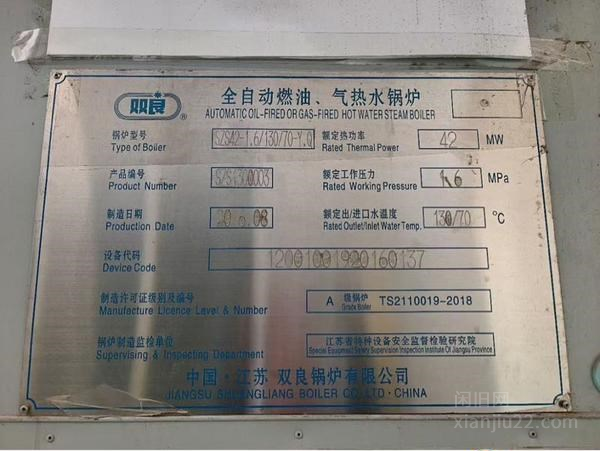 双良®
全自动燃油、气热水锅炉
AUTOMATIC OIL-FIRED OR GAS-FIRED HOT WATER STEAM BOILER
锅炉型号 额定热功率 42 MW
Type of Boiler SZS42-1.6/130/70-Y.Q Rated Thermal Power
产品编号 额定工作压力 1.6 MPa
Product Number Rated Working Pressure
制造日期 额定出/进口水温度 130/70 °C
Production Date Rated Outlet/Inlet Water Temp.
设备代码
Device Code
制造许可证级别及编号 A 级锅炉 TS2110019-2018
Manufacture Licence Level & Number Grade Boiler
锅炉制造监检单位 江苏省特种设备安全监督检验研究院
Supervising & Inspecting Department Special Equipment Safety Supervision Inspection Institute Of Jiangsu Province
中国·江苏 双良锅炉有限公司
JIANGSU SHUANGLIANG BOILER CO.,LTD·CHINA
闲旧网
xianjiu22.com